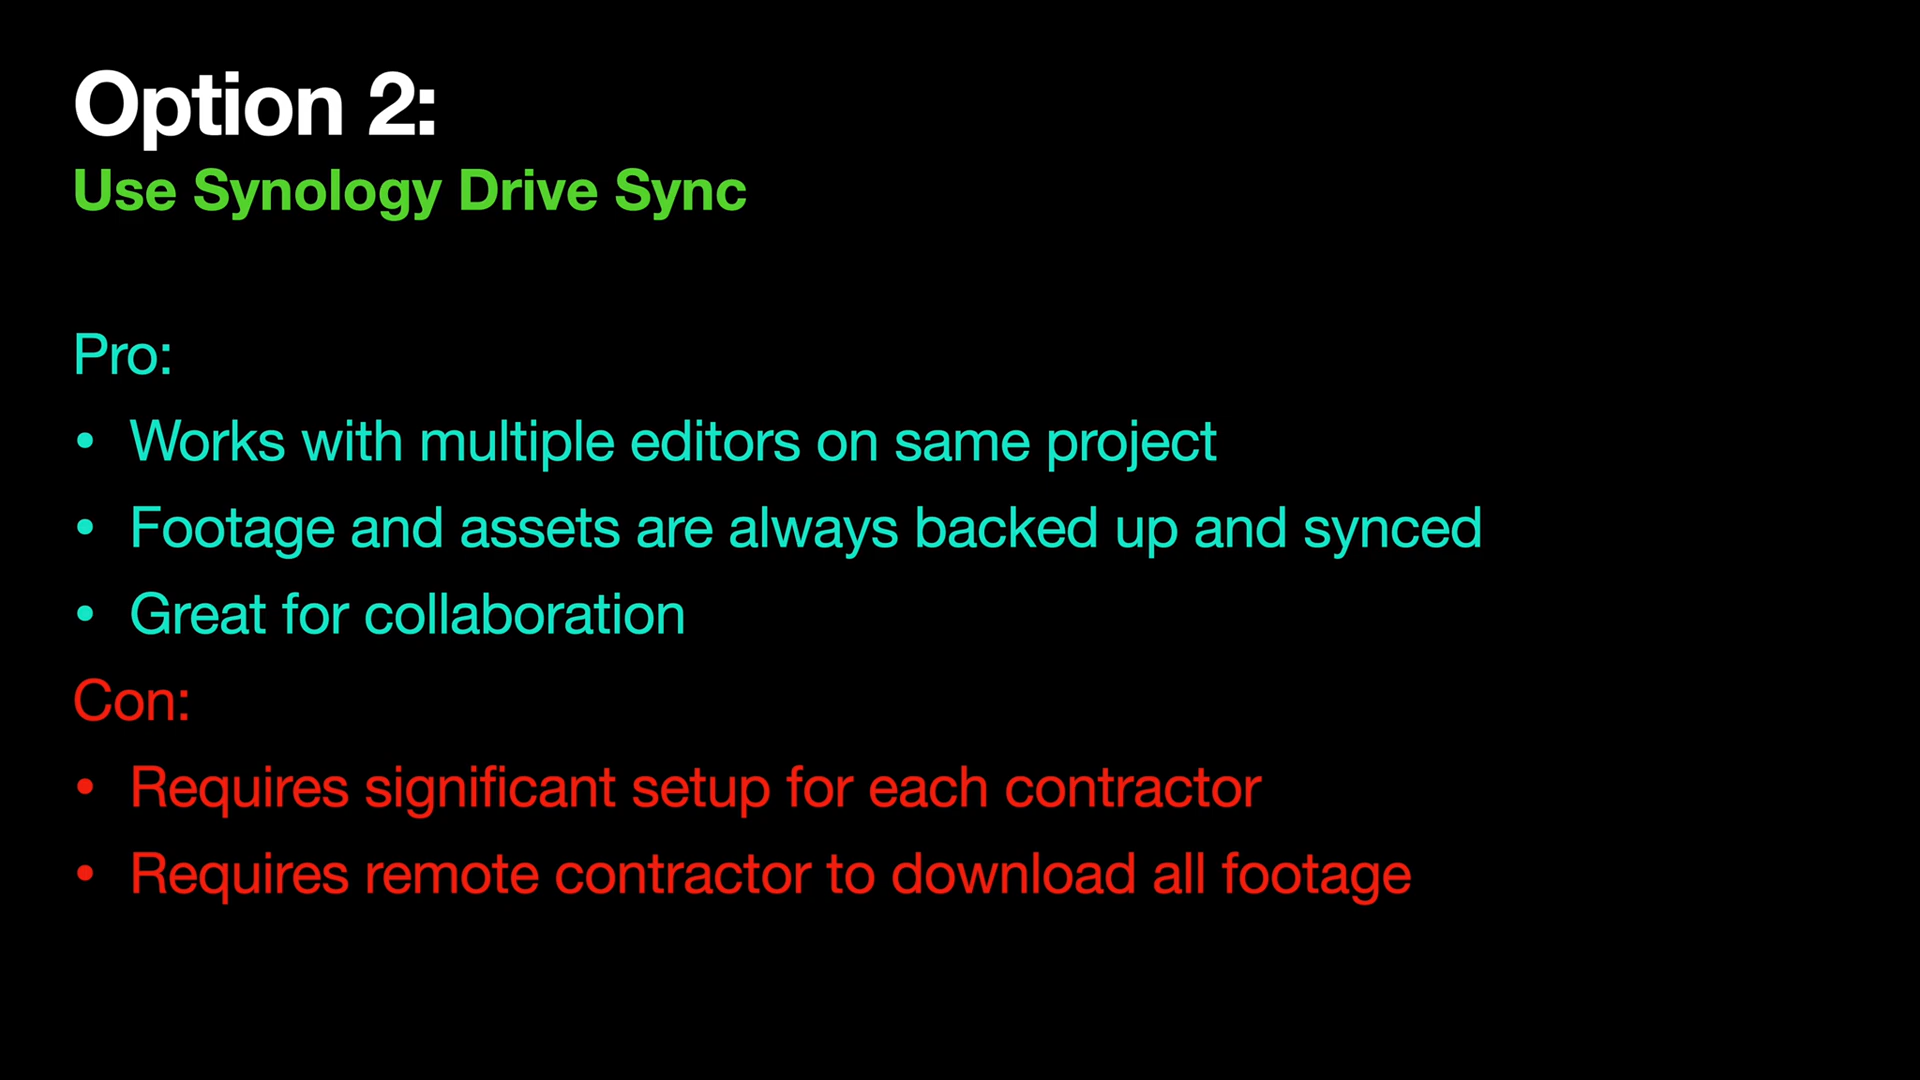 Option 2:
Use Synology Drive Sync
Pro:
• Works with multiple editors on same project
• Footage and assets are always backed up and synced
• Great for collaboration
Con:
• Requires significant setup for each contractor
• Requires remote contractor to download all footage